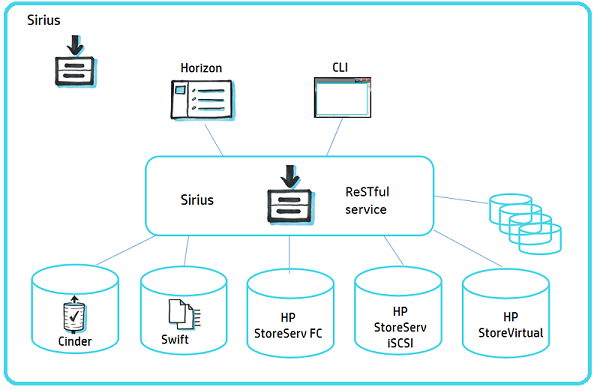 Sirius
Horizon
CLI
Sirius
ReSTful
service
Cinder
Swift
HP
StoreServ FC
HP
StoreServ
iSCSI
HP
StoreVirtual